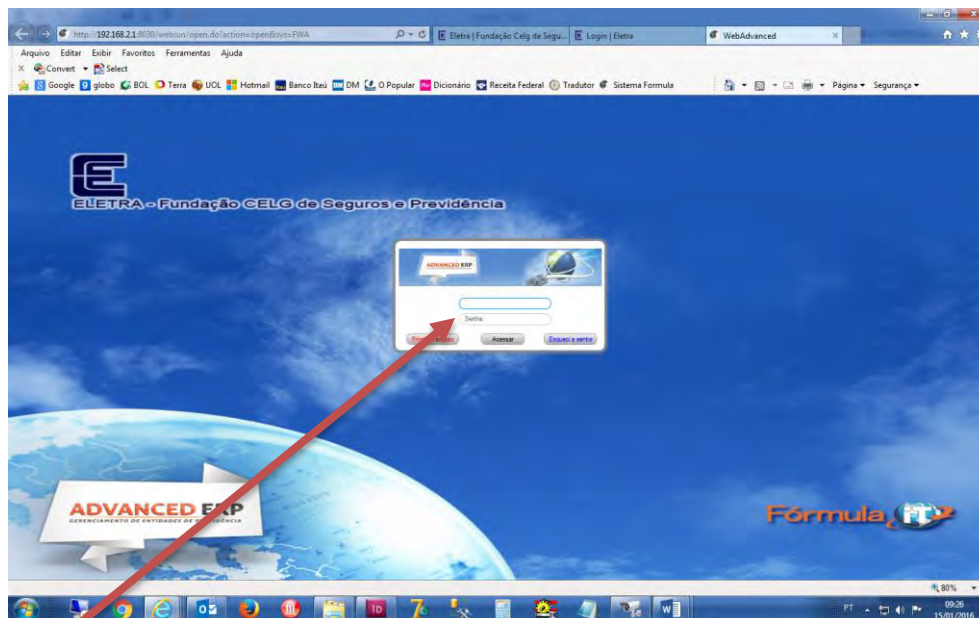 http://192.168.2.1:8030/webrun/open.do?action=open&sys=FWA
Eletra | Fundação Celg de Segu...
Login | Eletra
WebAdvanced
Arquivo Editar Exibir Favoritos Ferramentas Ajuda
Convert Select
Google globo BOL Terra UOL Hotmail Banco Itaú DM O Popular Dicionário Receita Federal Tradutor Sistema Formula Página Segurança
ELETRA - Fundação CELG de Seguros e Previdência
ADVANCED ERP
Senha:
Acessar
Esqueci a senha
ADVANCED ERP
GERENCIAMENTO DE ENTIDADES DE PREVIDÊNCIA
Fórmula iT
80%
PT
09:26
15/01/2016